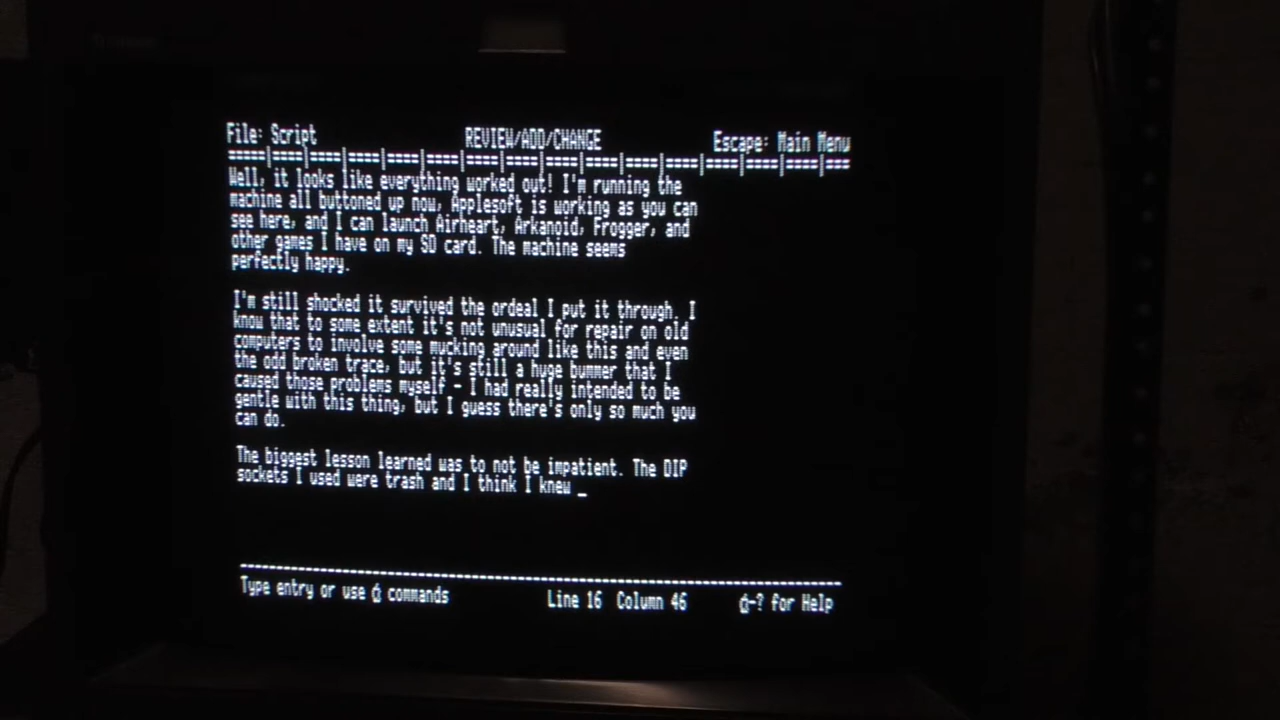 File: Script REVIEW/ADD/CHANGE Escape: Main Menu
=====|====|====|====|====|====|====|====|====|====|====|====|====|====|====|===
Well, it looks like everything worked out! I'm running the
machine all buttoned up now, Applesoft is working as you can
see here, and I can launch Airheart, Arkanoid, Frogger, and
other games I have on my SD card. The machine seems
perfectly happy.
I'm still shocked it survived the ordeal I put it through. I
know that to some extent it's not unusual for repair on old
computers to involve some mucking around like this and even
the odd broken trace, but it's still a huge bummer that I
caused those problems myself - I had really intended to be
gentle with this thing, but I guess there's only so much you
can do.
The biggest lesson learned was to not be impatient. The DIP
sockets I used were trash and I think I knew _
Type entry or use commands Line 16 Column 46 -? for Help